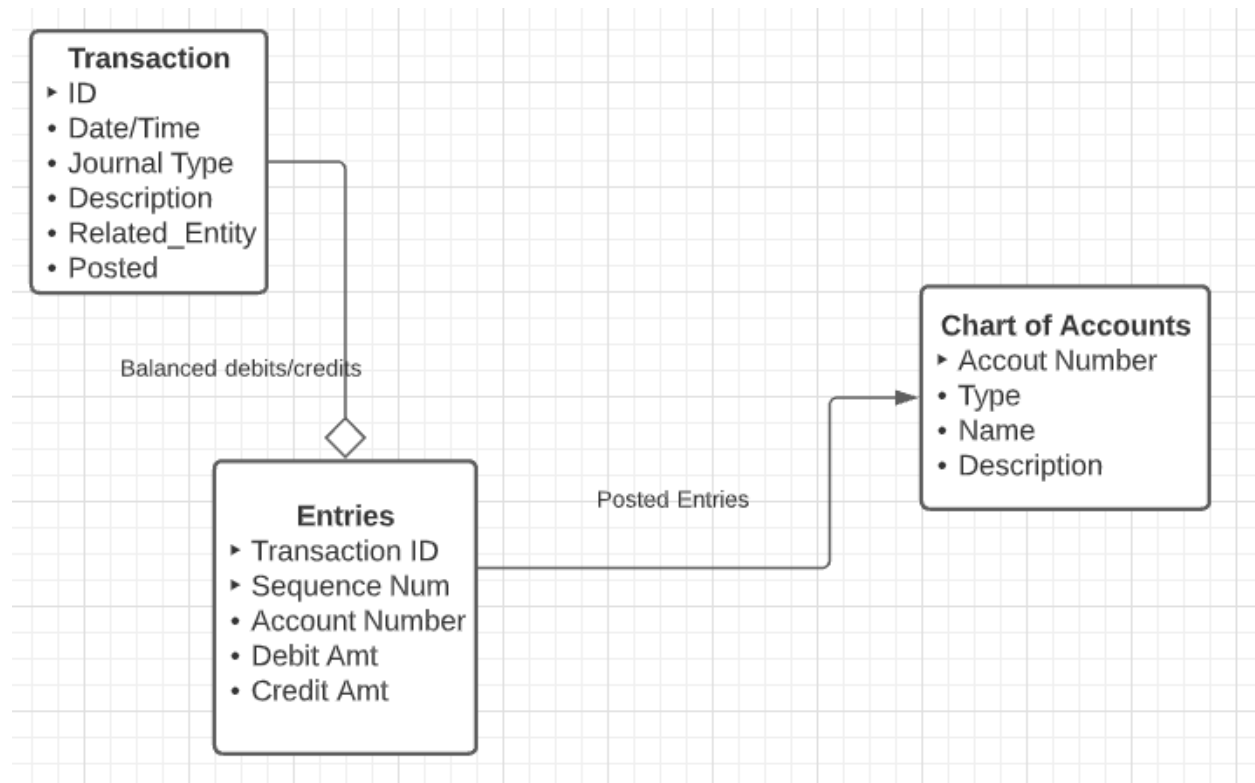 Transaction
‣ ID
• Date/Time
• Journal Type
• Description
• Related_Entity
• Posted
Balanced debits/credits
Entries
‣ Transaction ID
‣ Sequence Num
• Account Number
• Debit Amt
• Credit Amt
Posted Entries
Chart of Accounts
‣ Accout Number
• Type
• Name
• Description